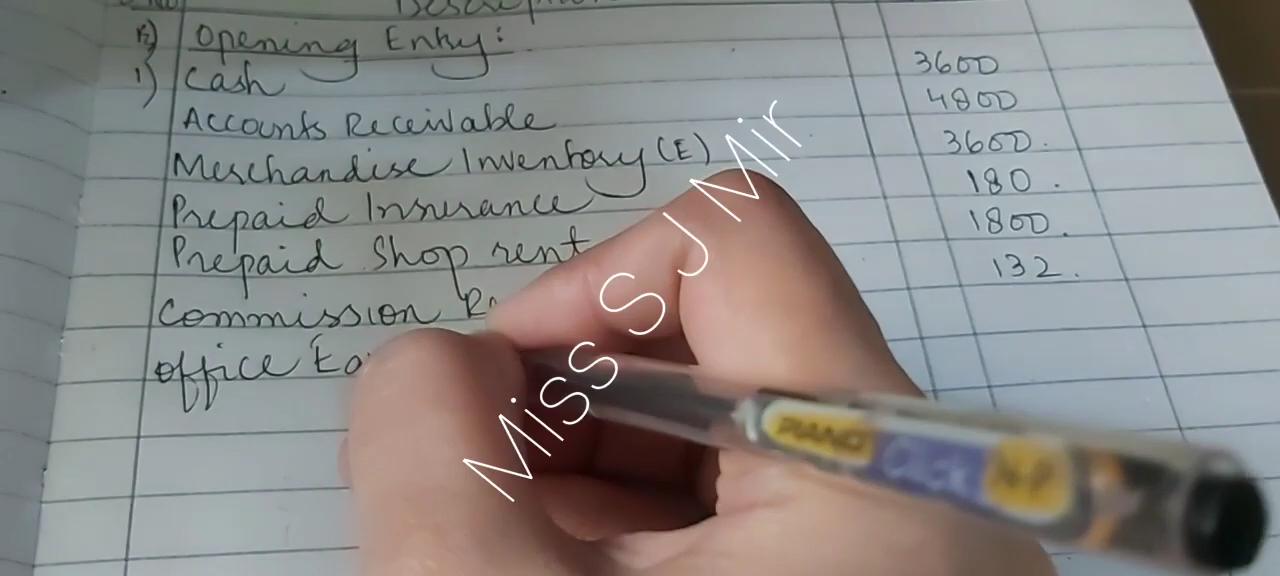 Opening Entry:
1) Cash 3600
Accounts Receivable 4800
Merchandise Inventory (E) 3600.
Prepaid Insurance 180.
Prepaid Shop rent 1800.
Commission 132.
office
Miss S J Mir
PIANO